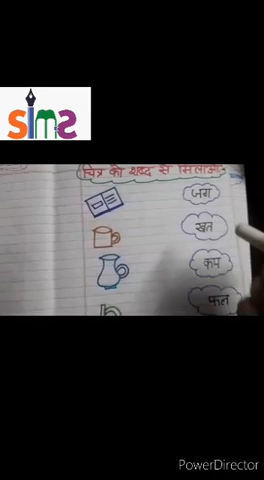 sims
चित्र को शब्द से मिलाओ:
जग
खत
कप
फल
PowerDirector